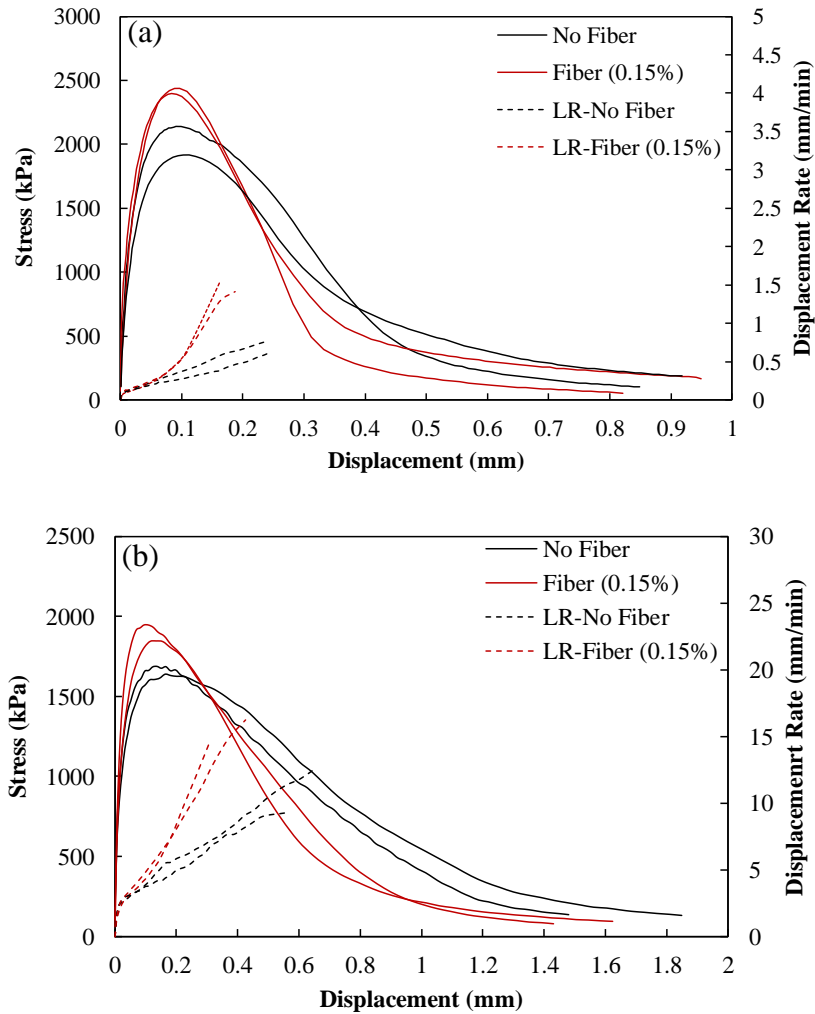 (a)
No Fiber
Fiber (0.15%)
LR-No Fiber
LR-Fiber (0.15%)
3000
2500
2000
1500
1000
500
0
Stress (kPa)
5
4.5
4
3.5
3
2.5
2
1.5
1
0.5
0
Displacement Rate (mm/min)
0 0.1 0.2 0.3 0.4 0.5 0.6 0.7 0.8 0.9 1
Displacement (mm)
(b)
No Fiber
Fiber (0.15%)
LR-No Fiber
LR-Fiber (0.15%)
2500
2000
1500
1000
500
0
Stress (kPa)
30
25
20
15
10
5
0
Displacemenrt Rate (mm/min)
0 0.2 0.4 0.6 0.8 1 1.2 1.4 1.6 1.8 2
Displacement (mm)